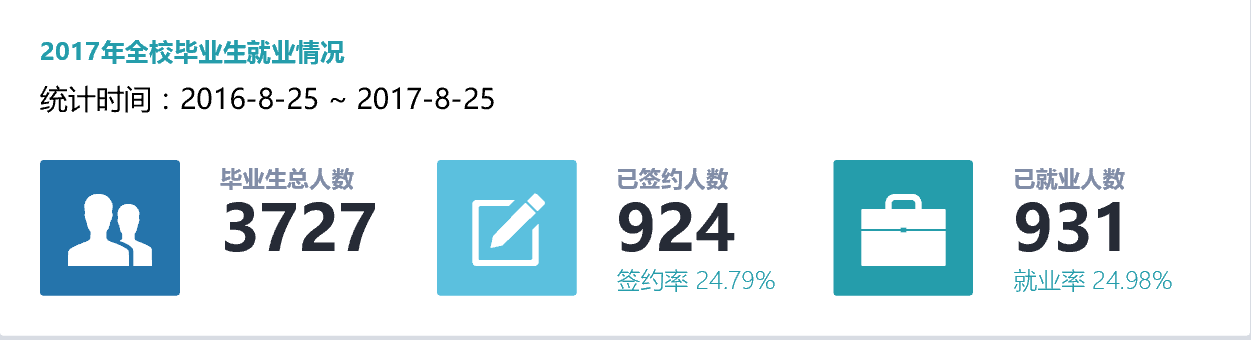 2017年全校毕业生就业情况
统计时间：2016-8-25 ~ 2017-8-25
毕业生总人数
3727
已签约人数
924
签约率 24.79%
已就业人数
931
就业率 24.98%